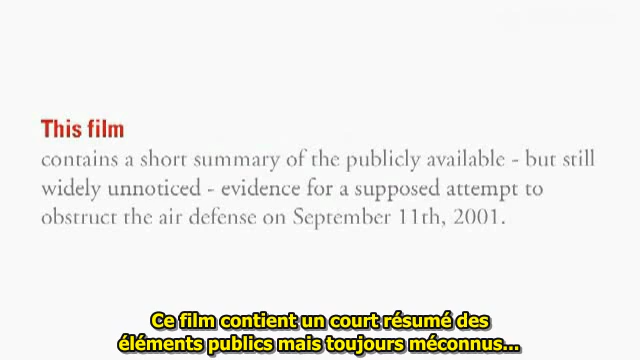 This film
contains a short summary of the publicly available - but still
widely unnoticed - evidence for a supposed attempt to
obstruct the air defense on September 11th, 2001.
Ce film contient un court résumé des
éléments publics mais toujours méconnus...